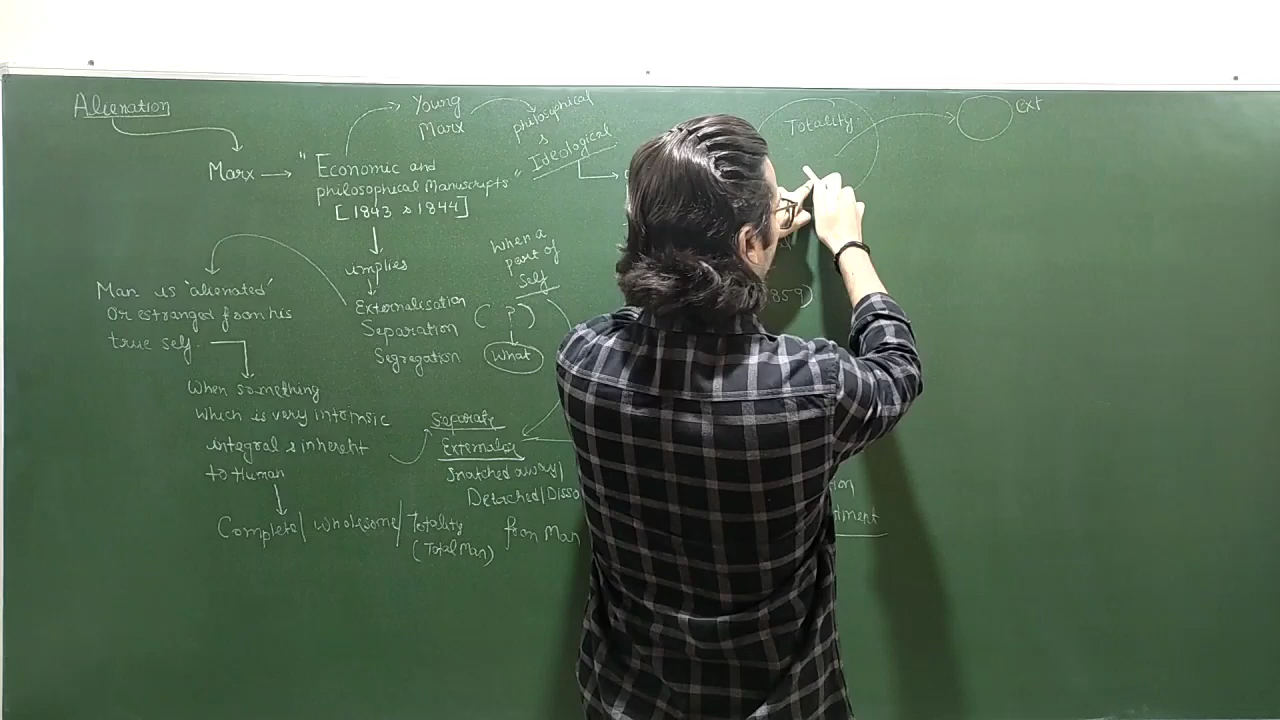 Alienation
Marx → "Economic and
philosophical Manuscripts"
[1843 & 1844]
Young
Marx
philosophical
&
Ideological
Totality
Ext
implies
Externalisation
Separation
Segregation
( ? )
What
When a
part of
Self
Man is 'alienated'
or estranged from his
true self.
When something
which is very intrinsic
integral & inherent
to Human
Complete/ wholesome/ Totality
(Total Man)
Separate
Externalise
Snatched away/
Detached/Disso
from Man
859)